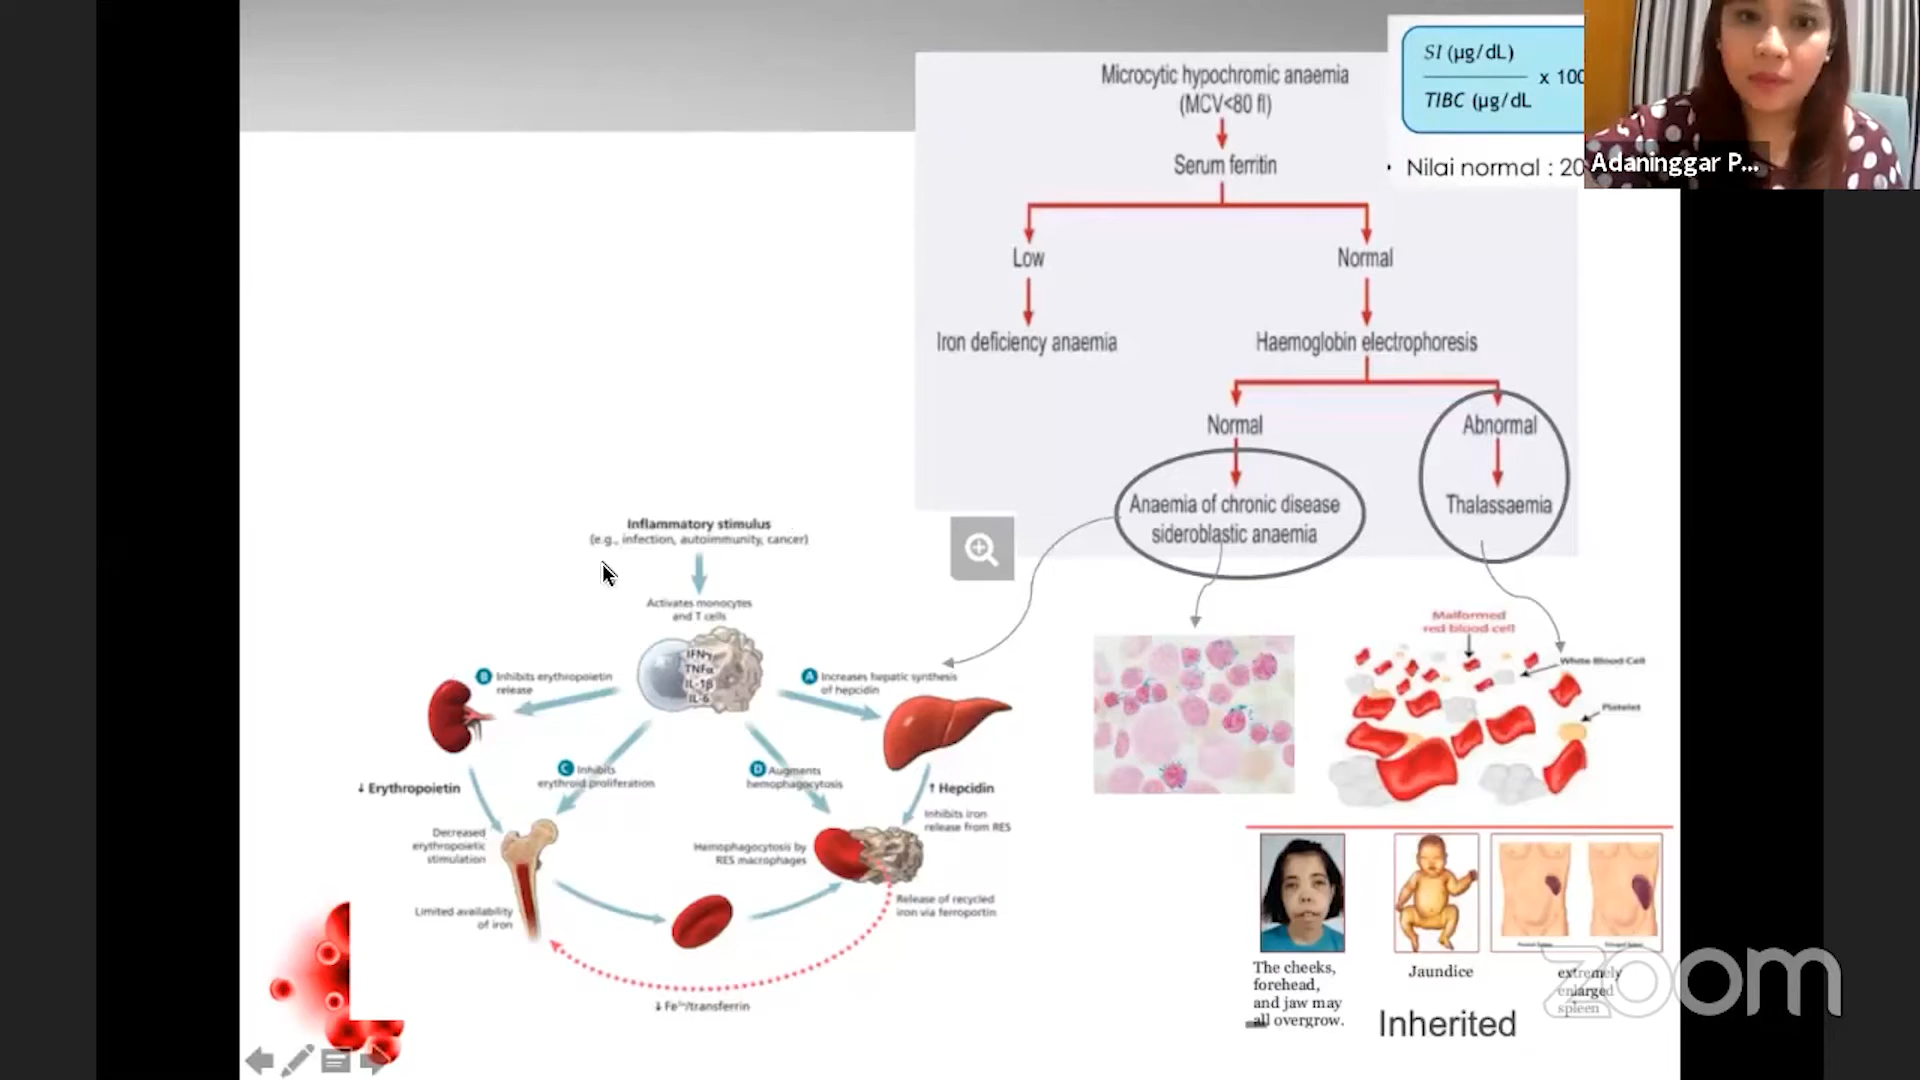 Microcytic hypochromic anaemia
(MCV<80 fl)
Serum ferritin
Low
Normal
Iron deficiency anaemia
Haemoglobin electrophoresis
Normal
Abnormal
Anaemia of chronic disease
sideroblastic anaemia
Thalassaemia
SI (µg/dL)
TIBC (µg/dL
x 100
• Nilai normal : 20
Adaninggar P...
Inflammatory stimulus
(e.g., infection, autoimmunity, cancer)
Activates monocytes
and T cells
IFNγ
TNFα
IL-1β
IL-6
B Inhibits erythropoietin
release
A Increases hepatic synthesis
of hepcidin
C Inhibits
erythroid proliferation
D Augments
hemophagocytosis
↓ Erythropoietin
↑ Hepcidin
Inhibits iron
release from RES
Decreased
erythropoietic
stimulation
Hemophagocytosis by
RES macrophages
Limited availability
of iron
Release of recycled
iron via ferroportin
↓ Fe³⁺/transferrin
Malformed
red blood cell
White Blood Cell
Platelet
The cheeks,
forehead,
and jaw may
all overgrow.
Jaundice
extremely
enlarged
spleen
Inherited
zoom